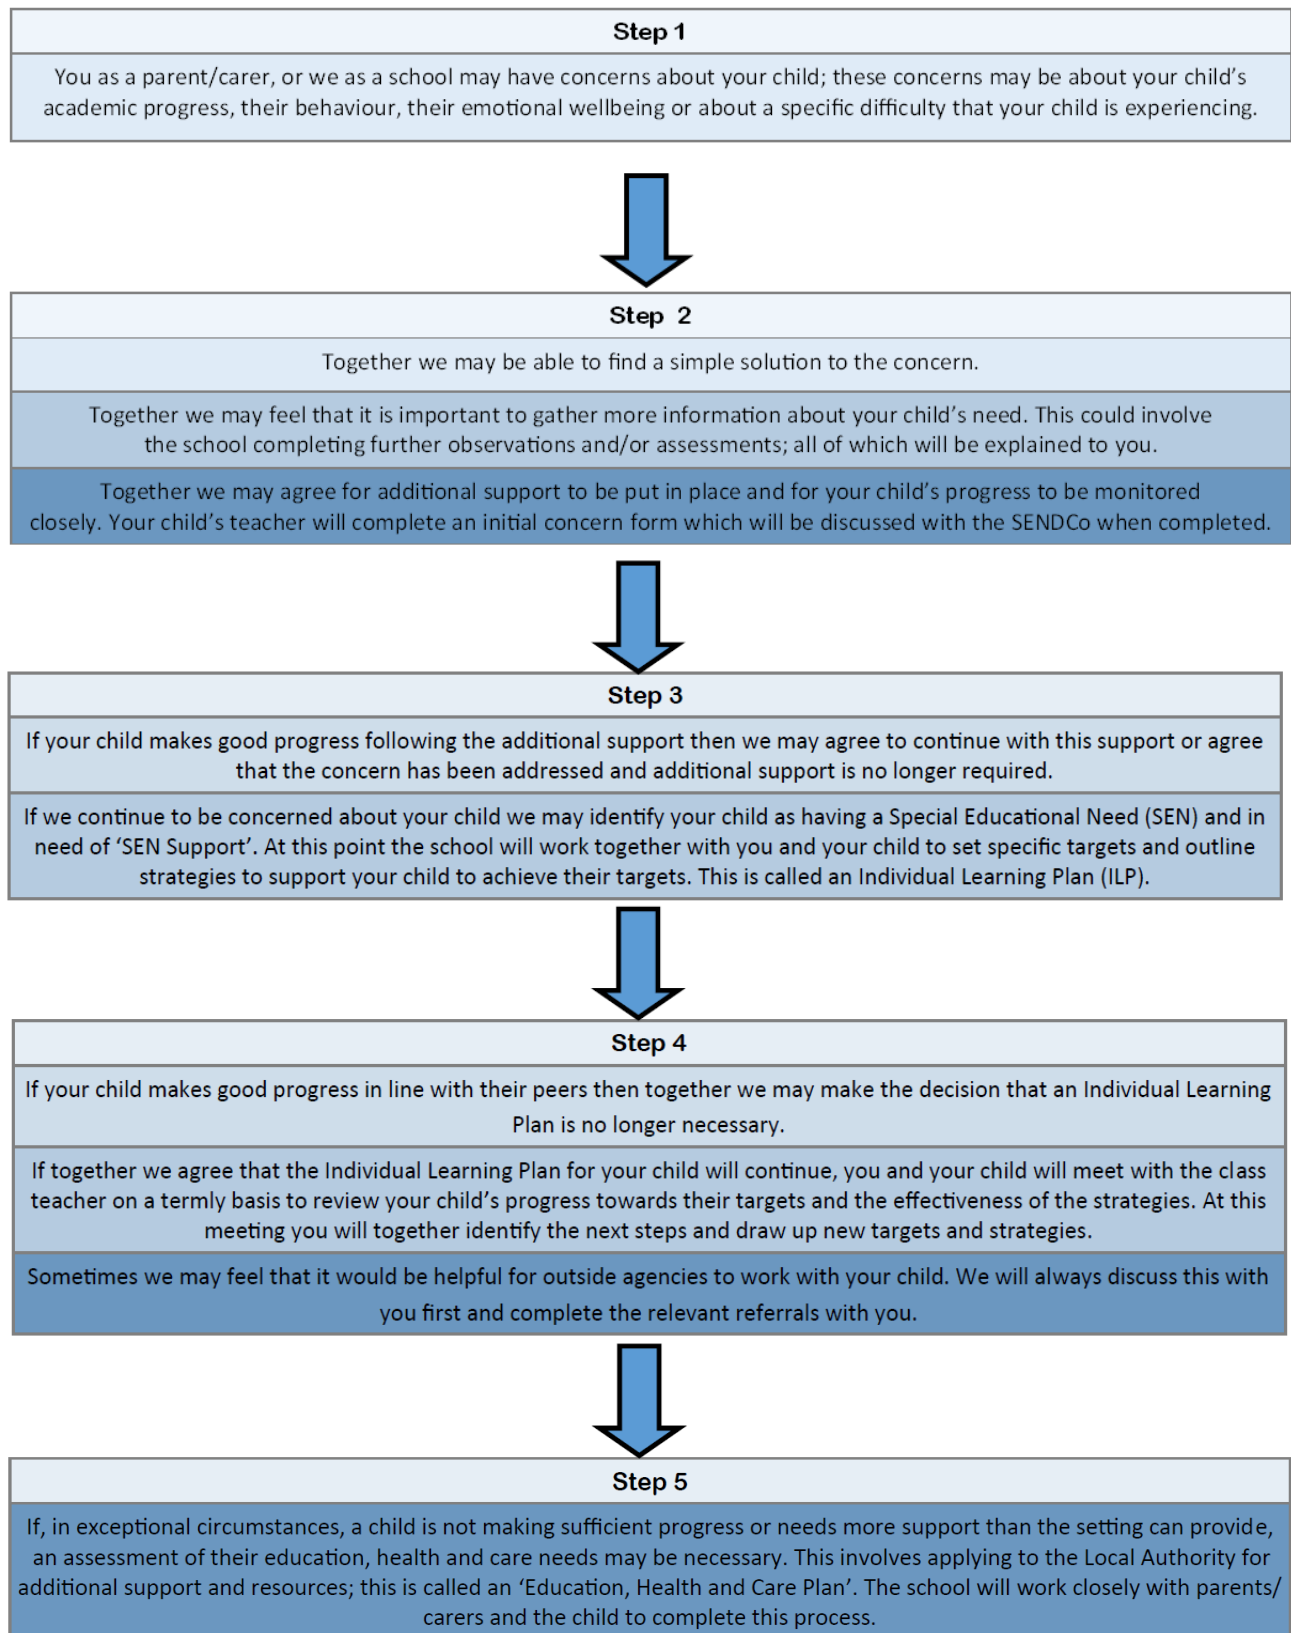 Step 1
You as a parent/carer, or we as a school may have concerns about your child; these concerns may be about your child's
academic progress, their behaviour, their emotional wellbeing or about a specific difficulty that your child is experiencing.
Step 2
Together we may be able to find a simple solution to the concern.
Together we may feel that it is important to gather more information about your child's need. This could involve
the school completing further observations and/or assessments; all of which will be explained to you.
Together we may agree for additional support to be put in place and for your child's progress to be monitored
closely. Your child's teacher will complete an initial concern form which will be discussed with the SENDCo when completed.
Step 3
If your child makes good progress following the additional support then we may agree to continue with this support or agree
that the concern has been addressed and additional support is no longer required.
If we continue to be concerned about your child we may identify your child as having a Special Educational Need (SEN) and in
need of ‘SEN Support’. At this point the school will work together with you and your child to set specific targets and outline
strategies to support your child to achieve their targets. This is called an Individual Learning Plan (ILP).
Step 4
If your child makes good progress in line with their peers then together we may make the decision that an Individual Learning
Plan is no longer necessary.
If together we agree that the Individual Learning Plan for your child will continue, you and your child will meet with the class
teacher on a termly basis to review your child's progress towards their targets and the effectiveness of the strategies. At this
meeting you will together identify the next steps and draw up new targets and strategies.
Sometimes we may feel that it would be helpful for outside agencies to work with your child. We will always discuss this with
you first and complete the relevant referrals with you.
Step 5
If, in exceptional circumstances, a child is not making sufficient progress or needs more support than the setting can provide,
an assessment of their education, health and care needs may be necessary. This involves applying to the Local Authority for
additional support and resources; this is called an ‘Education, Health and Care Plan’. The school will work closely with parents/
carers and the child to complete this process.